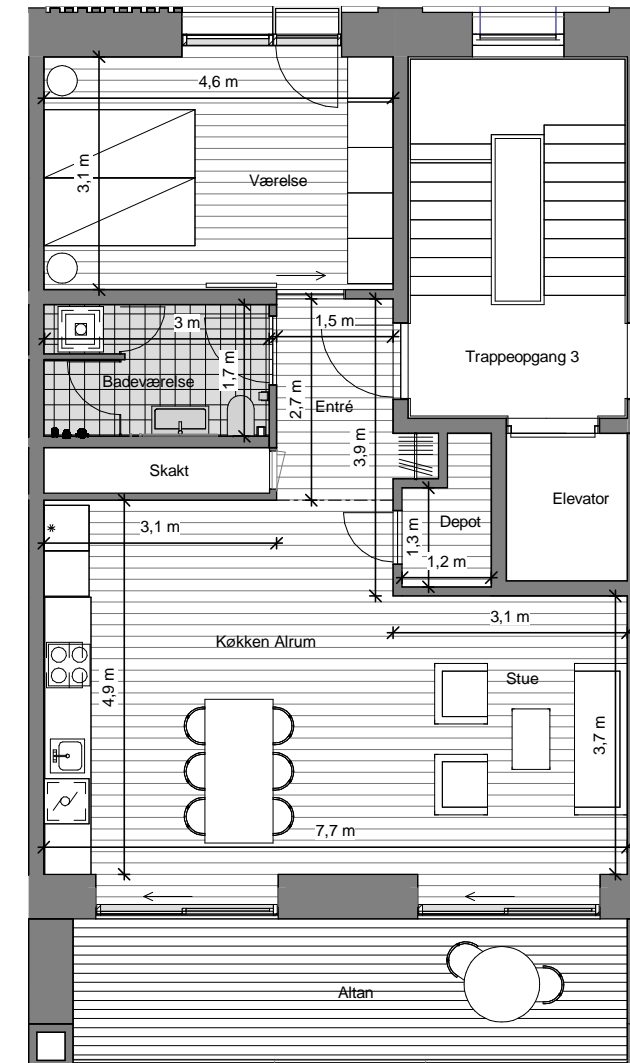 4,6 m
3,1 m
Værelse
3 m
1,5 m
Trappeopgang 3
Badeværelse
1,7 m
2,7 m
Entré
3,9 m
Skakt
Elevator
Depot
3,1 m
1,3 m
1,2 m
3,1 m
Køkken Alrum
Stue
4,9 m
3,7 m
7,7 m
Altan